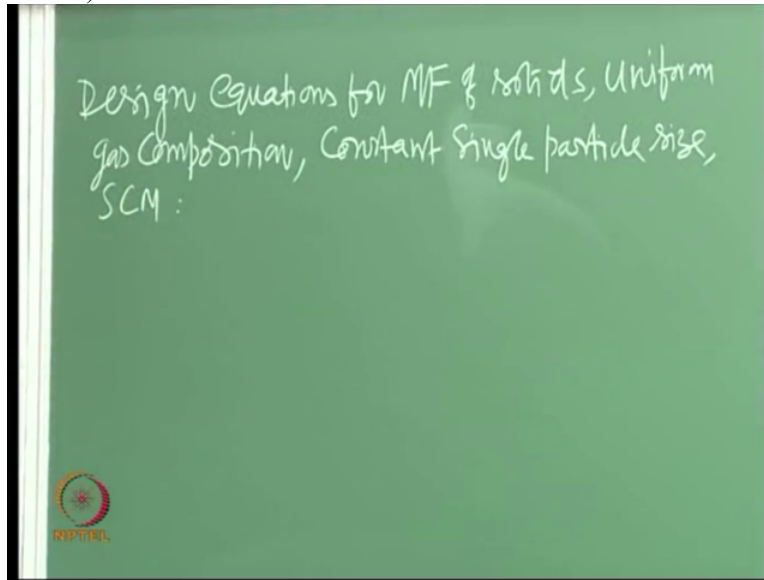 Design equations for MF of solids, Uniform
gas Composition, Constant Single particle size,
SCM :
NPTEL